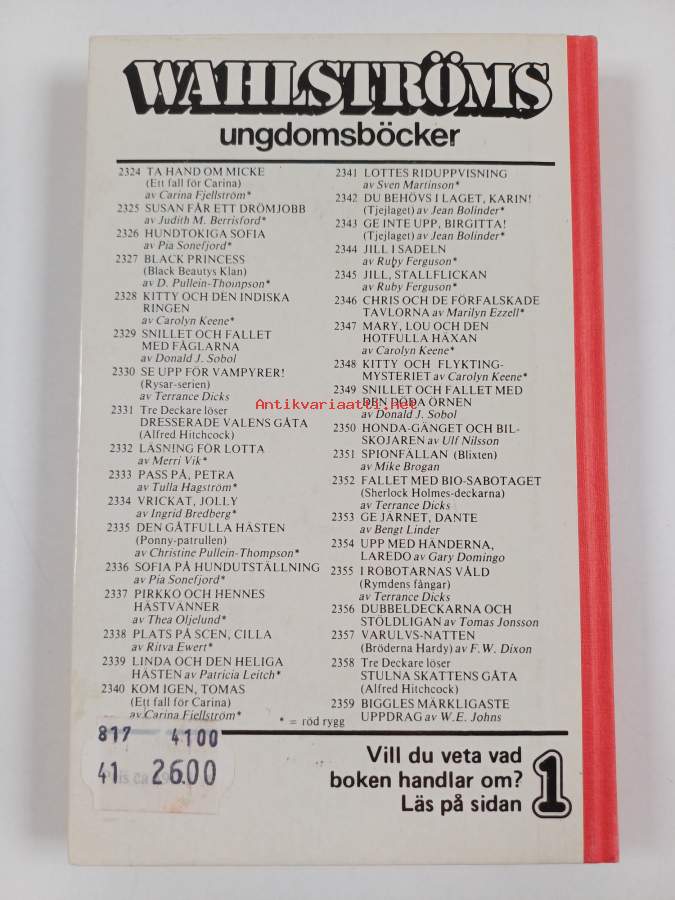 WAHLSTRÖMS
ungdomsböcker
2324 TA HAND OM MICKE
(Ett fall för Carina)
av Carina Fjellström*
2325 SUSAN FÅR ETT DRÖMJOBB
av Judith M. Berrisford*
2326 HUNDTOKIGA SOFIA
av Pia Sonefjord*
2327 BLACK PRINCESS
(Black Beautys Klan)
av D. Pullein-Thompson*
2328 KITTY OCH DEN INDISKA
RINGEN
av Carolyn Keene*
2329 SNILLET OCH FALLET
MED FÅGLARNA
av Donald J. Sobol
2330 SE UPP FÖR VAMPYRER!
(Rysar-serien)
av Terrance Dicks
2331 Tre Deckare löser
DRESSERADE VALENS GÅTA
(Alfred Hitchcock)
2332 LÄSNING FÖR LOTTA
av Merri Vik*
2333 PASS PÅ, PETRA
av Tulla Hagström*
2334 VRICKAT, JOLLY
av Ingrid Bredberg*
2335 DEN GÅTFULLA HÄSTEN
(Ponny-patrullen)
av Christine Pullein-Thompson*
2336 SOFIA PÅ HUNDUTSTÄLLNING
av Pia Sonefjord*
2337 PIRKKO OCH HENNES
HÄSTVÄNNER
av Thea Oljelund*
2338 PLATS PÅ SCEN, CILLA
av Ritva Ewert*
2339 LINDA OCH DEN HELIGA
HÄSTEN av Patricia Leitch*
2340 KOM IGEN, TOMAS
(Ett fall för Carina)
av Carina Fjellström*
2341 LOTTES RIDUPPVISNING
av Sven Martinson*
2342 DU BEHÖVS I LAGET, KARIN!
(Tjejlaget) av Jean Bolinder*
2343 GE INTE UPP, BIRGITTA!
(Tjejlaget) av Jean Bolinder*
2344 JILL I SADELN
av Ruby Ferguson*
2345 JILL, STALLFLICKAN
av Ruby Ferguson*
2346 CHRIS OCH DE FÖRFALSKADE
TAVLORNA av Marilyn Ezzell*
2347 MARY, LOU OCH DEN
HOTFULLA HÄXAN
av Carolyn Keene*
2348 KITTY OCH FLYKTING-
MYSTERIET av Carolyn Keene*
2349 SNILLET OCH FALLET MED
DEN DÖDA ÖRNEN
av Donald J. Sobol
2350 HONDA-GÄNGET OCH BIL-
SKOJAREN av Ulf Nilsson
2351 SPIONFÄLLAN (Blixten)
av Mike Brogan
2352 FALLET MED BIO-SABOTAGET
(Sherlock Holmes-deckarna)
av Terrance Dicks
2353 GE JÄRNET, DANTE
av Bengt Linder
2354 UPP MED HÄNDERNA,
LAREDO av Gary Domingo
2355 I ROBOTARNAS VÅLD
(Rymdens fångar)
av Terrance Dicks
2356 DUBBELDECKARNA OCH
STÖLDLIGAN av Tomas Jonsson
2357 VARULVS-NATTEN
(Bröderna Hardy) av F.W. Dixon
2358 Tre Deckare löser
STULNA SKATTENS GÅTA
(Alfred Hitchcock)
2359 BIGGLES MÄRKLIGASTE
UPPDRAG av W.E. Johns
* = röd rygg
Antikvariaatti.net
817 4100
41 2600
Vill du veta vad
boken handlar om?
Läs på sidan 1